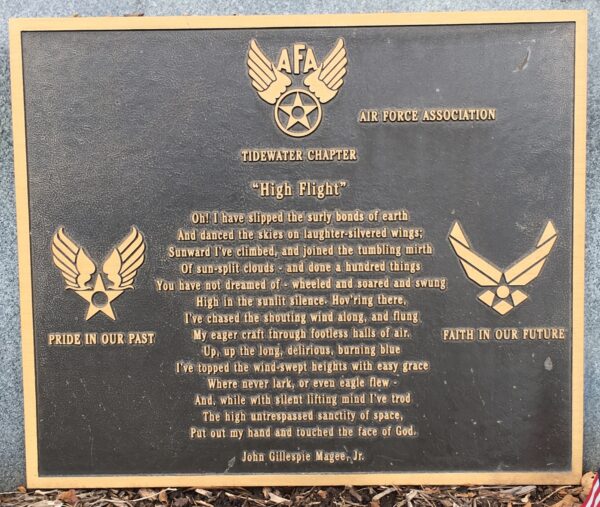 AFA
AIR FORCE ASSOCIATION
TIDEWATER CHAPTER
"High Flight"
Oh! I have slipped the surly bonds of earth
And danced the skies on laughter-silvered wings;
Sunward I've climbed, and joined the tumbling mirth
Of sun-split clouds - and done a hundred things
You have not dreamed of - wheeled and soared and swung
High in the sunlit silence. Hov'ring there,
I've chased the shouting wind along, and flung
My eager craft through footless halls of air.
Up, up the long, delirious, burning blue
I've topped the wind-swept heights with easy grace
Where never lark, or even eagle flew -
And, while with silent lifting mind I've trod
The high untrespassed sanctity of space,
Put out my hand and touched the face of God.
John Gillespie Magee, Jr.
PRIDE IN OUR PAST
FAITH IN OUR FUTURE